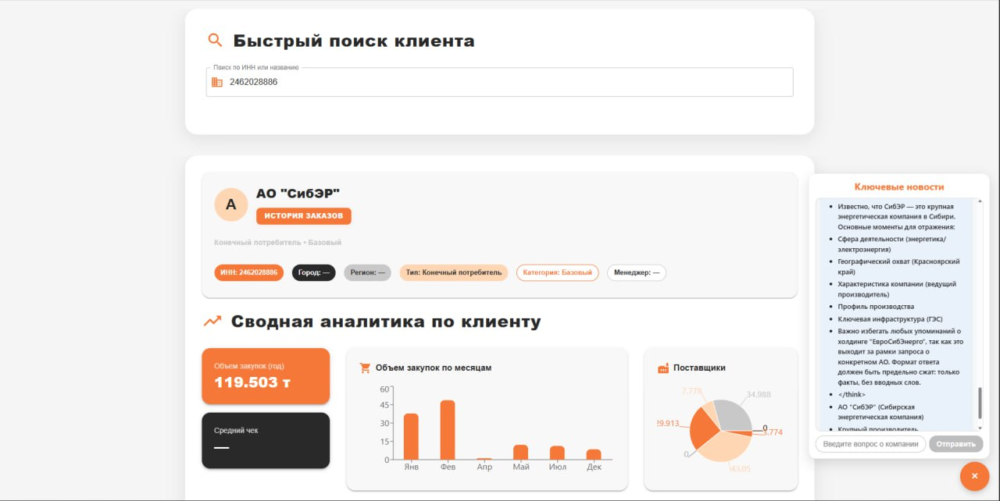 Быстрый поиск клиента
Поиск по ИНН или названию
2462028886
А
АО "СибЭР"
ИСТОРИЯ ЗАКАЗОВ
Конечный потребитель • Базовый
ИНН: 2462028886
Город: —
Регион: —
Тип: Конечный потребитель
Категория: Базовый
Менеджер: —
Сводная аналитика по клиенту
Объем закупок (год)
119.503 т
Средний чек
—
Объем закупок по месяцам
60
45
30
15
0
Янв
Фев
Апр
Май
Июл
Дек
Поставщики
7.778
34.988
29.913
0
3.774
0
43.05
Ключевые новости
Известно, что СибЭР — это крупная
энергетическая компания в Сибири.
Основные моменты для отражения:
Сфера деятельности (энергетика/
электроэнергия)
Географический охват (Красноярский
край)
Характеристика компании (ведущий
производитель)
Профиль производства
Ключевая инфраструктура (ГЭС)
Важно избегать любых упоминаний о
холдинге "ЕвроСибЭнерго", так как это
выходит за рамки запроса о
конкретном АО. Формат ответа
должен быть предельно сжат: только
факты, без вводных слов.
</think>
АО "СибЭР" (Сибирская
энергетическая компания)
Крупный производитель
Введите вопрос о компании
Отправить
×